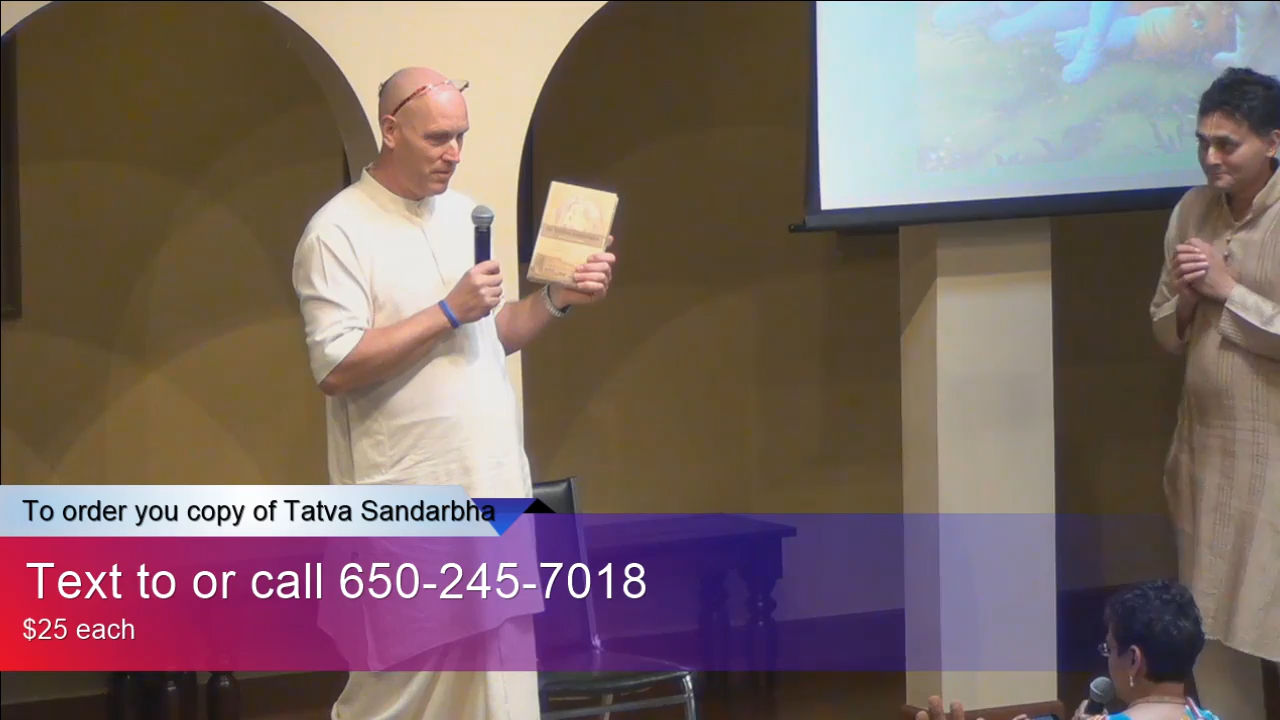 To order you copy of Tatva Sandarbha
Text to or call 650-245-7018
$25 each